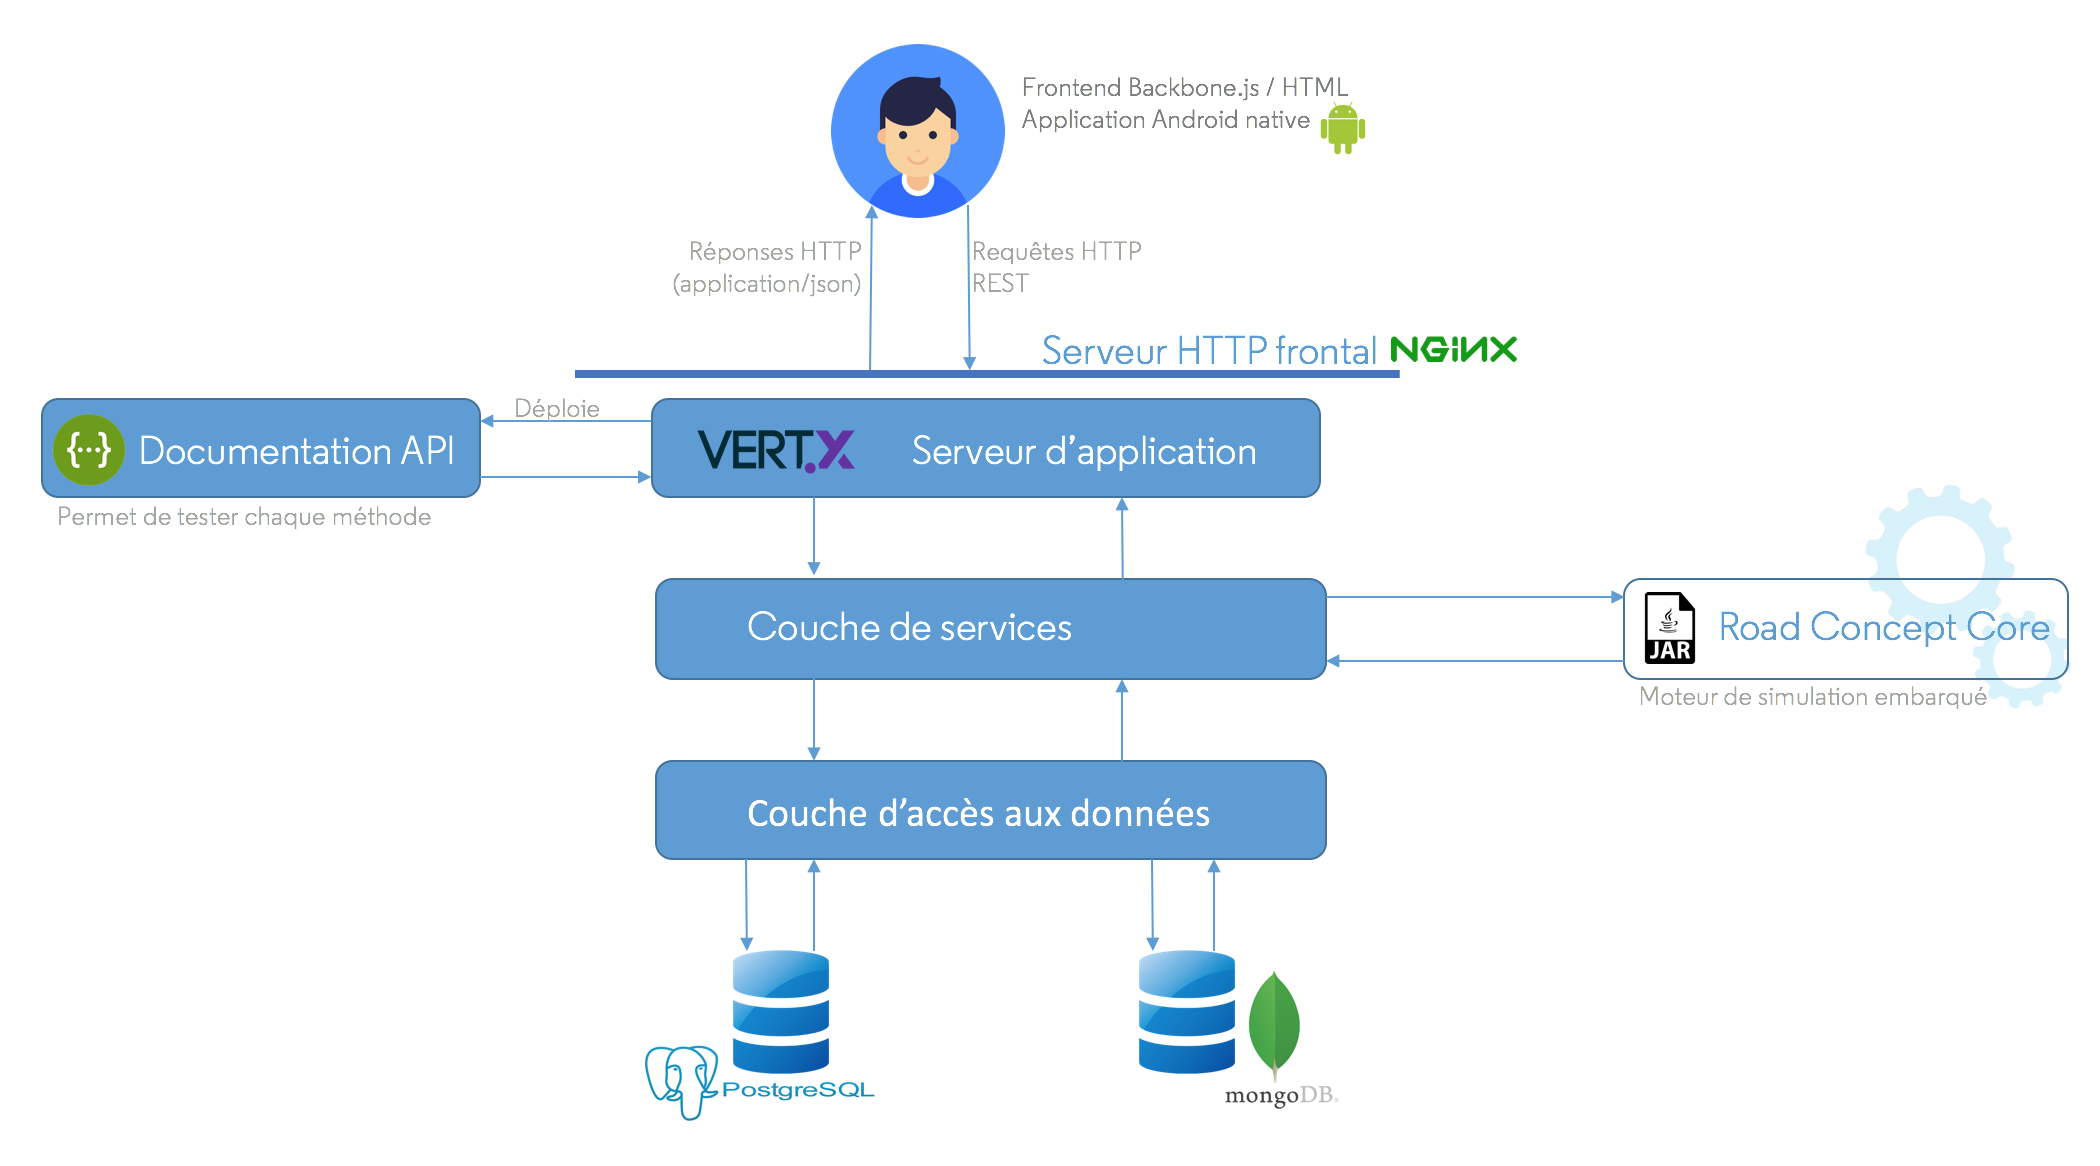 Frontend Backbone.js / HTML
Application Android native
Réponses HTTP
(application/json)
Requêtes HTTP
REST
Serveur HTTP frontal NGiNX
Déploie
{···} Documentation API
VERT.X Serveur d’application
Permet de tester chaque méthode
Couche de services
JAR Road Concept Core
Moteur de simulation embarqué
Couche d’accès aux données
PostgreSQL
mongoDB.